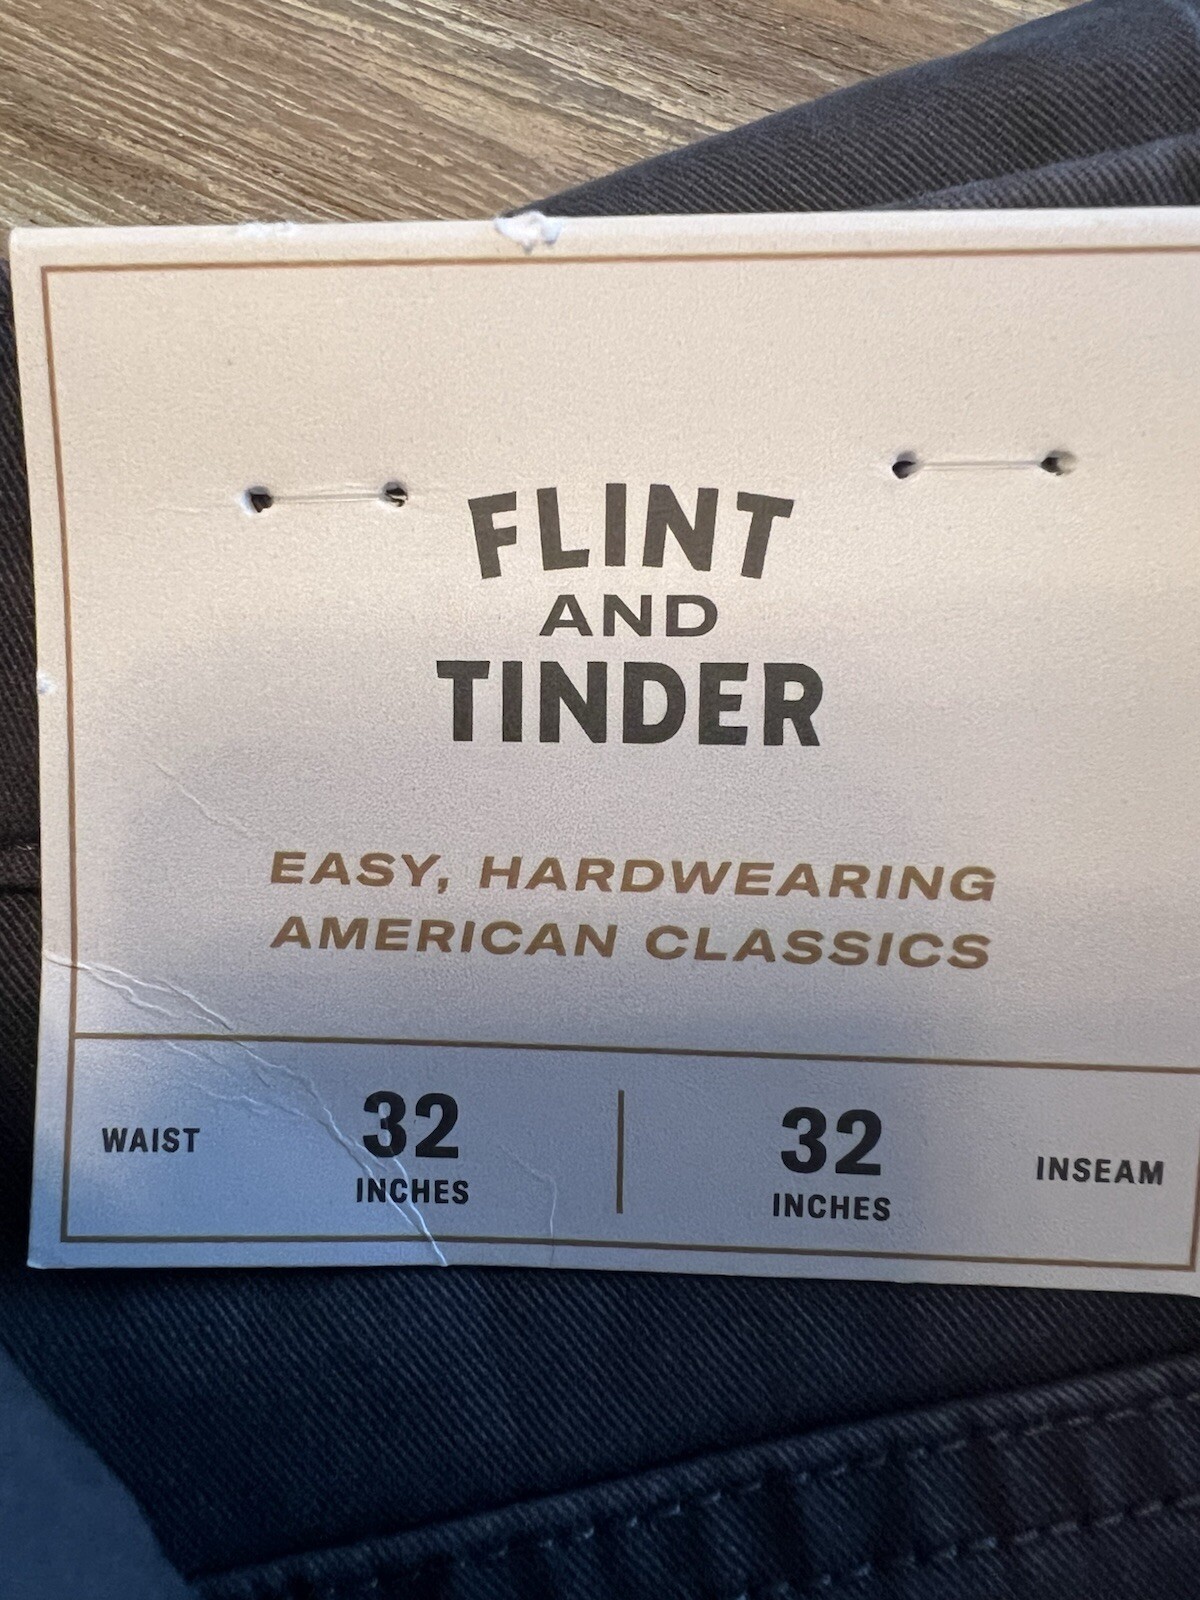 FLINT
AND
TINDER
EASY, HARDWEARING
AMERICAN CLASSICS
WAIST 32 INCHES
32 INCHES INSEAM